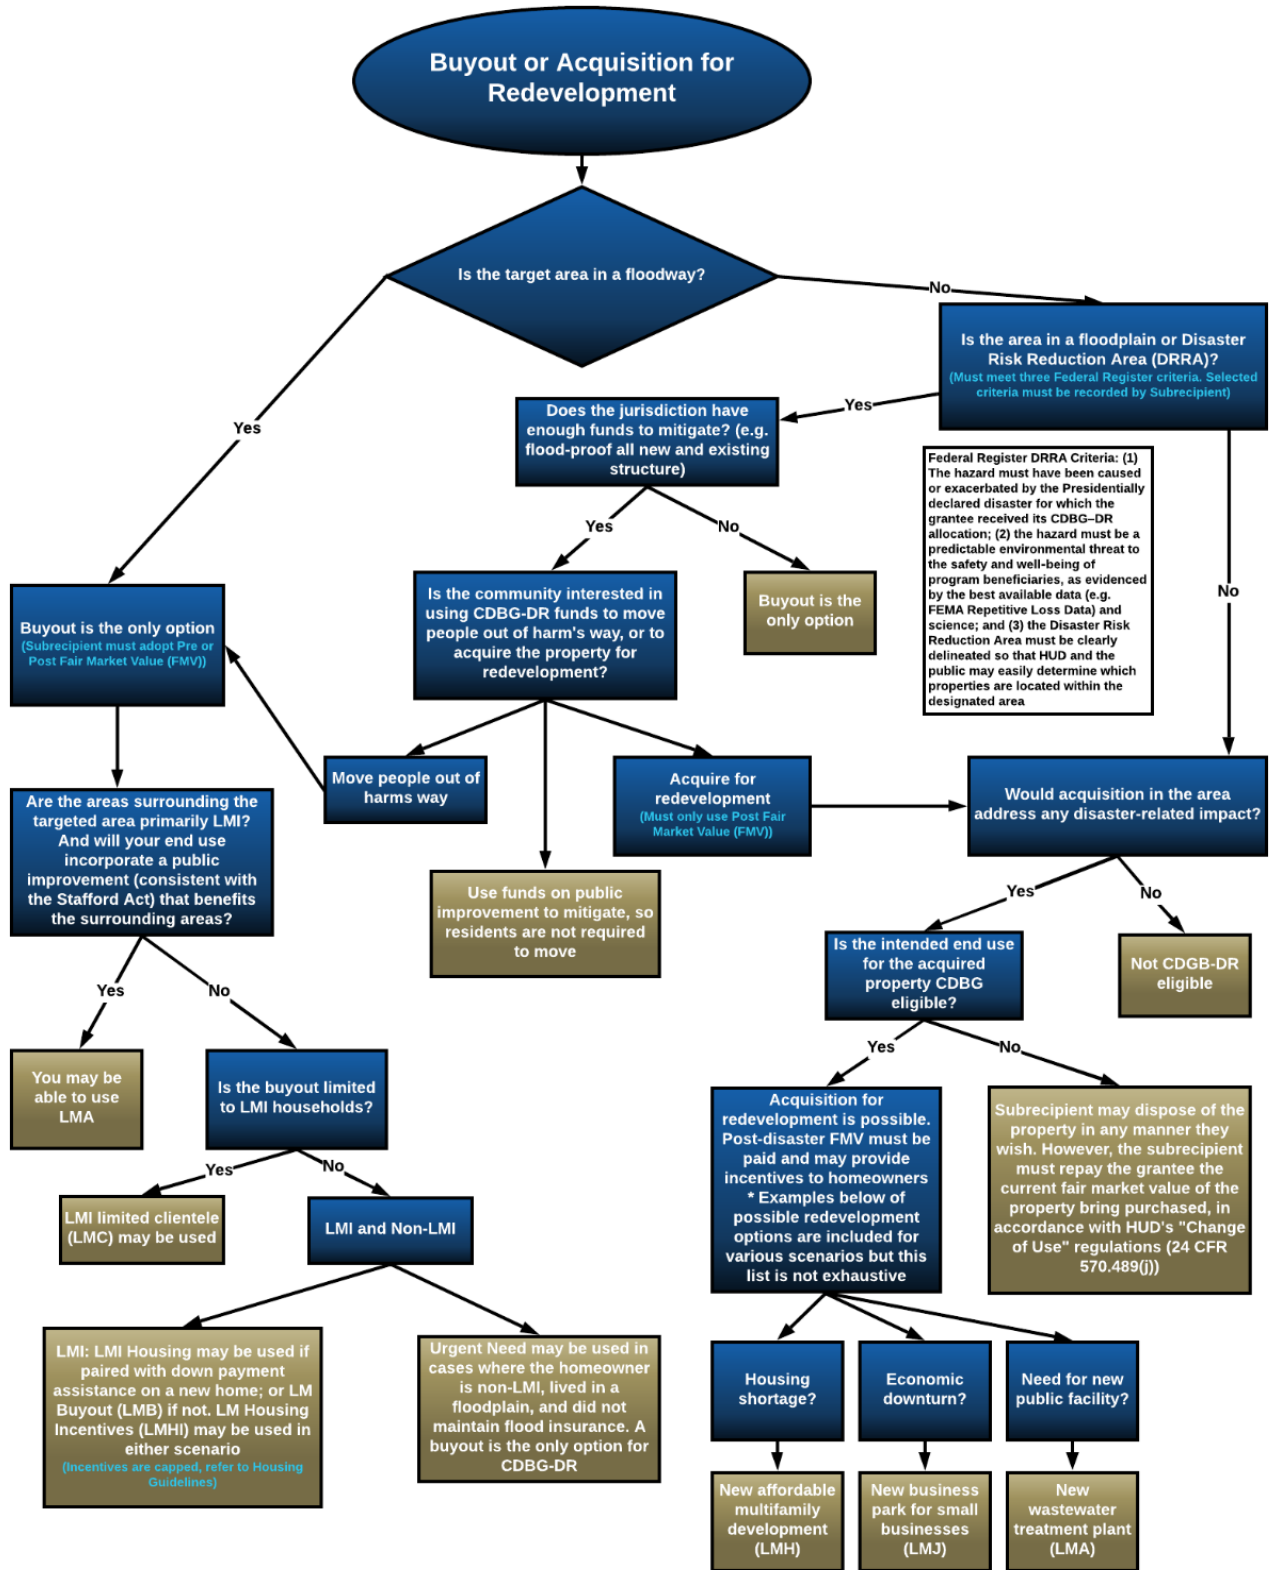 Buyout or Acquisition for
Redevelopment
Is the target area in a floodway?
No
Is the area in a floodplain or Disaster
Risk Reduction Area (DRRA)?
(Must meet three Federal Register criteria. Selected
criteria must be recorded by Subrecipient)
Yes
Yes
Does the jurisdiction have
enough funds to mitigate? (e.g.
flood-proof all new and existing
structure)
Federal Register DRRA Criteria: (1)
The hazard must have been caused
or exacerbated by the Presidentially
declared disaster for which the
grantee received its CDBG–DR
allocation; (2) the hazard must be a
predictable environmental threat to
the safety and well-being of
program beneficiaries, as evidenced
by the best available data (e.g.
FEMA Repetitive Loss Data) and
science; and (3) the Disaster Risk
Reduction Area must be clearly
delineated so that HUD and the
public may easily determine which
properties are located within the
designated area
Yes
No
No
Buyout is the only option
(Subrecipient must adopt Pre or
Post Fair Market Value (FMV))
Is the community interested in
using CDBG-DR funds to move
people out of harm's way, or to
acquire the property for
redevelopment?
Buyout is the
only option
Move people out of
harms way
Acquire for
redevelopment
(Must only use Post Fair
Market Value (FMV))
Would acquisition in the area
address any disaster-related impact?
Are the areas surrounding the
targeted area primarily LMI?
And will your end use
incorporate a public
improvement (consistent with
the Stafford Act) that benefits
the surrounding areas?
Use funds on public
improvement to mitigate, so
residents are not required
to move
Yes
No
Is the intended end use
for the acquired
property CDBG
eligible?
Not CDGB-DR
eligible
Yes
No
Yes
No
You may be
able to use
LMA
Is the buyout limited
to LMI households?
Acquisition for
redevelopment is possible.
Post-disaster FMV must be
paid and may provide
incentives to homeowners
* Examples below of
possible redevelopment
options are included for
various scenarios but this
list is not exhaustive
Subrecipient may dispose of the
property in any manner they
wish. However, the subrecipient
must repay the grantee the
current fair market value of the
property bring purchased, in
accordance with HUD's "Change
of Use" regulations (24 CFR
570.489(j))
Yes
No
LMI limited clientele
(LMC) may be used
LMI and Non-LMI
LMI: LMI Housing may be used if
paired with down payment
assistance on a new home; or LM
Buyout (LMB) if not. LM Housing
Incentives (LMHI) may be used in
either scenario
(Incentives are capped, refer to Housing
Guidelines)
Urgent Need may be used in
cases where the homeowner
is non-LMI, lived in a
floodplain, and did not
maintain flood insurance. A
buyout is the only option for
CDBG-DR
Housing
shortage?
Economic
downturn?
Need for new
public facility?
New affordable
multifamily
development
(LMH)
New business
park for small
businesses
(LMJ)
New
wastewater
treatment plant
(LMA)